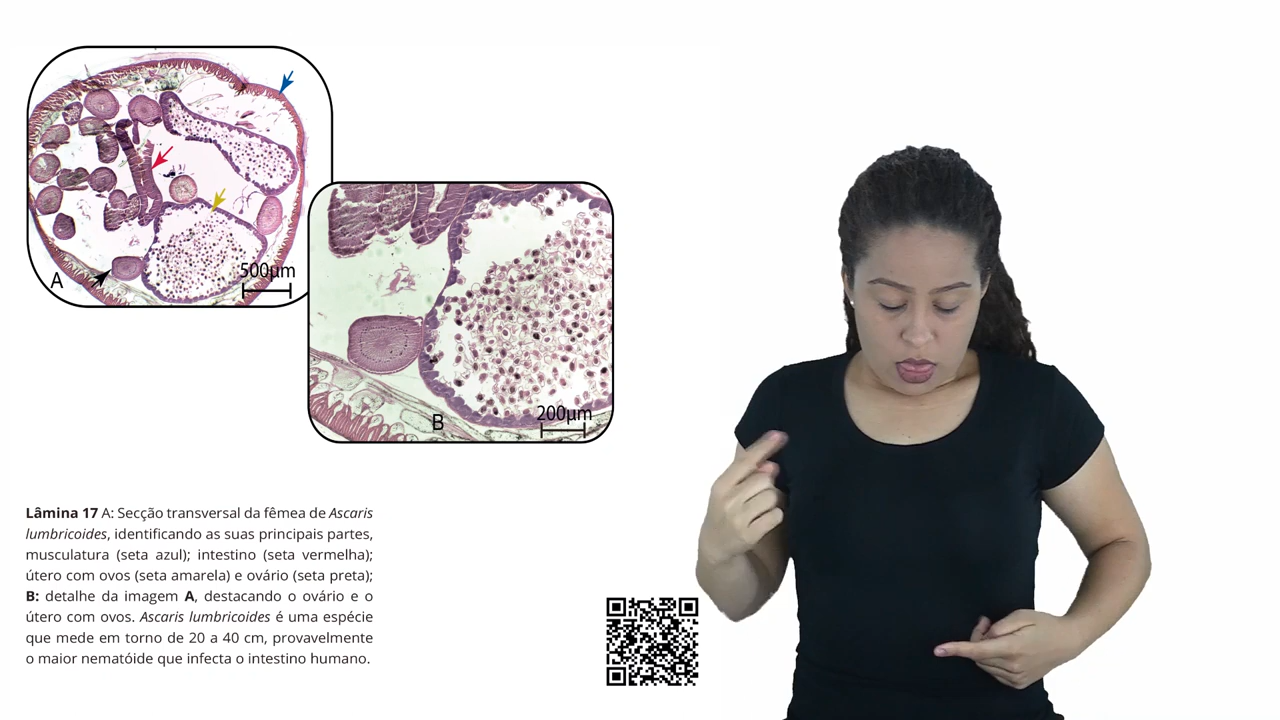 A
500µm
B
200µm
Lâmina 17 A: Secção transversal da fêmea de Ascaris
lumbricoides, identificando as suas principais partes,
musculatura (seta azul); intestino (seta vermelha);
útero com ovos (seta amarela) e ovário (seta preta);
B: detalhe da imagem A, destacando o ovário e o
útero com ovos. Ascaris lumbricoides é uma espécie
que mede em torno de 20 a 40 cm, provavelmente
o maior nematóide que infecta o intestino humano.